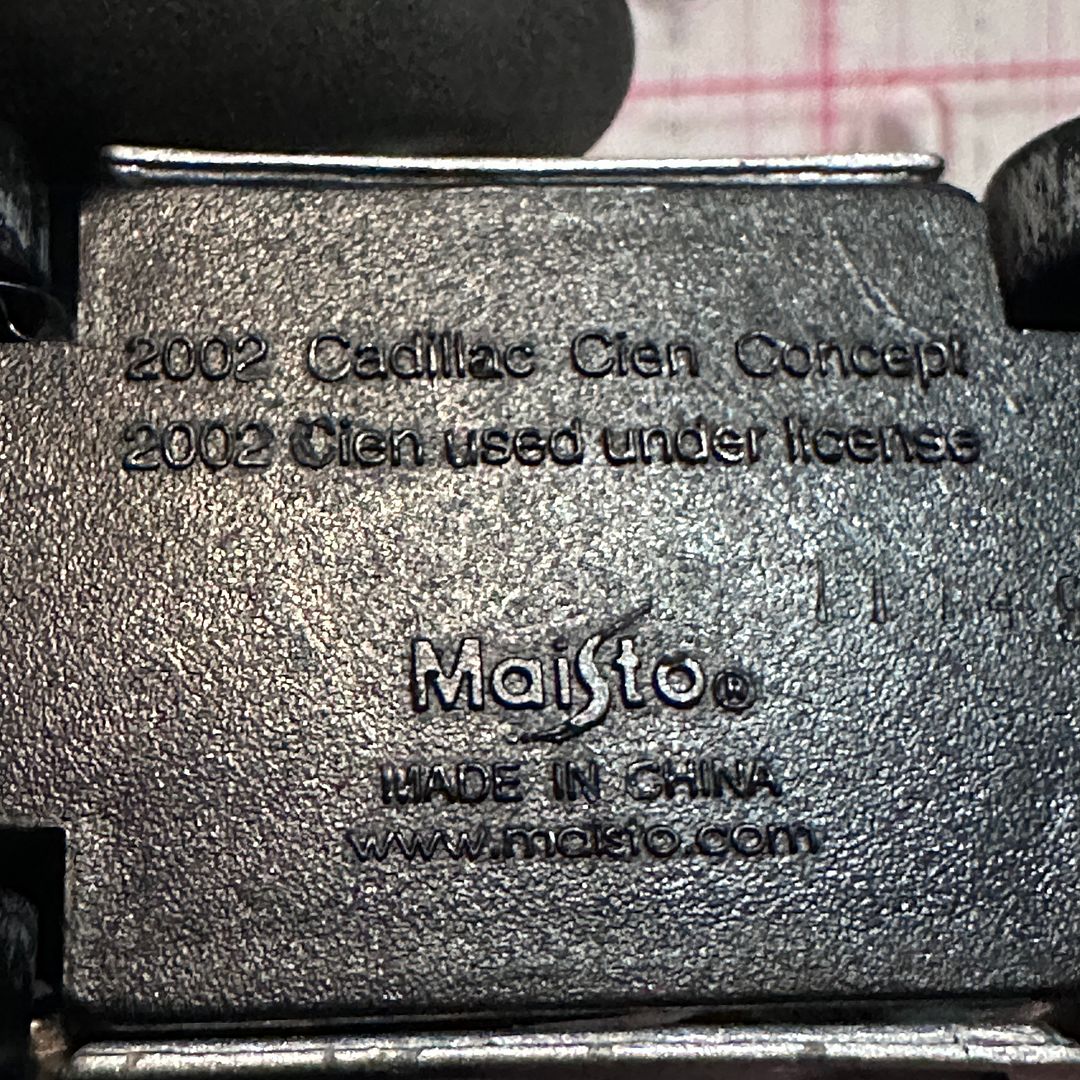 2002 Cadillac Cien Concept
2002 Cien used under license
Maisto®
MADE IN CHINA
www.maisto.com